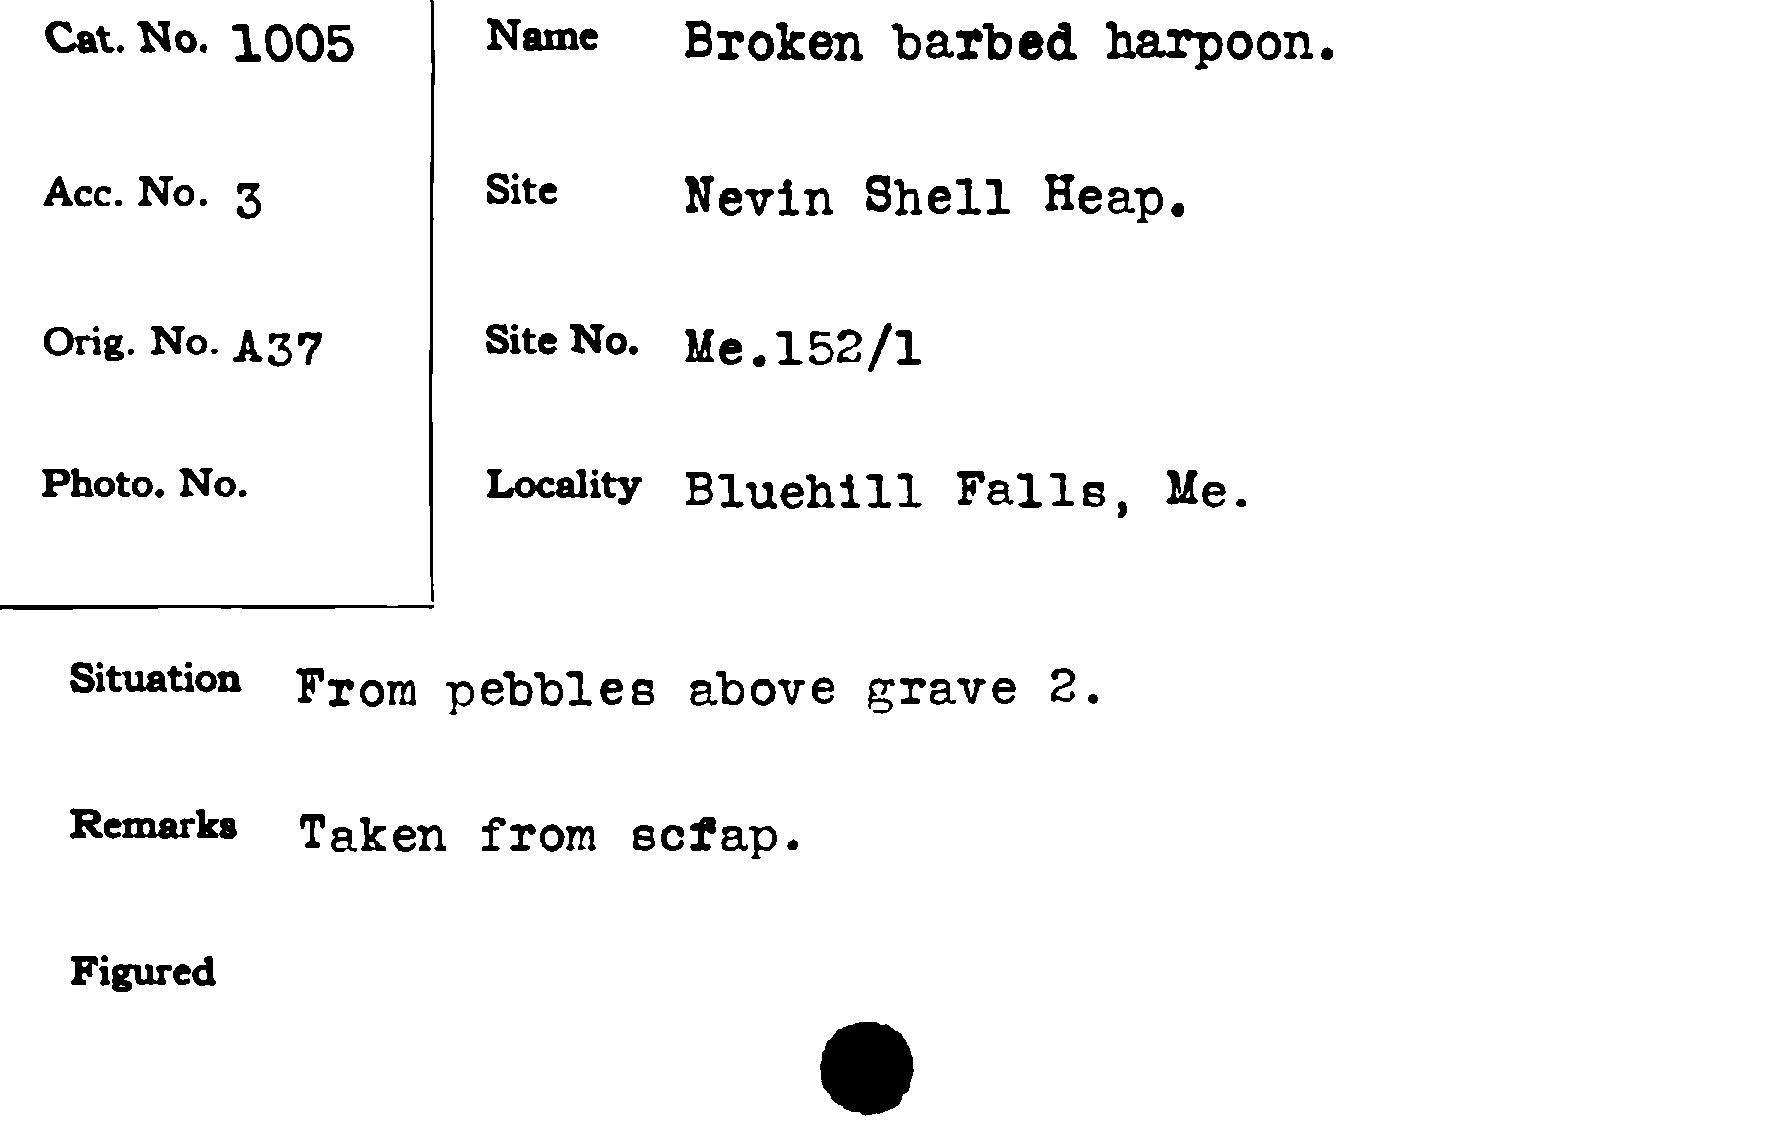 Cat. No. 1005
Name Broken barbed harpoon.
Acc. No. 3
Site Nevin Shell Heap.
Orig. No. A37
Site No. Me.152/1
Photo. No.
Locality Bluehill Falls, Me.
Situation From pebbles above grave 2.
Remarks Taken from scrap.
Figured